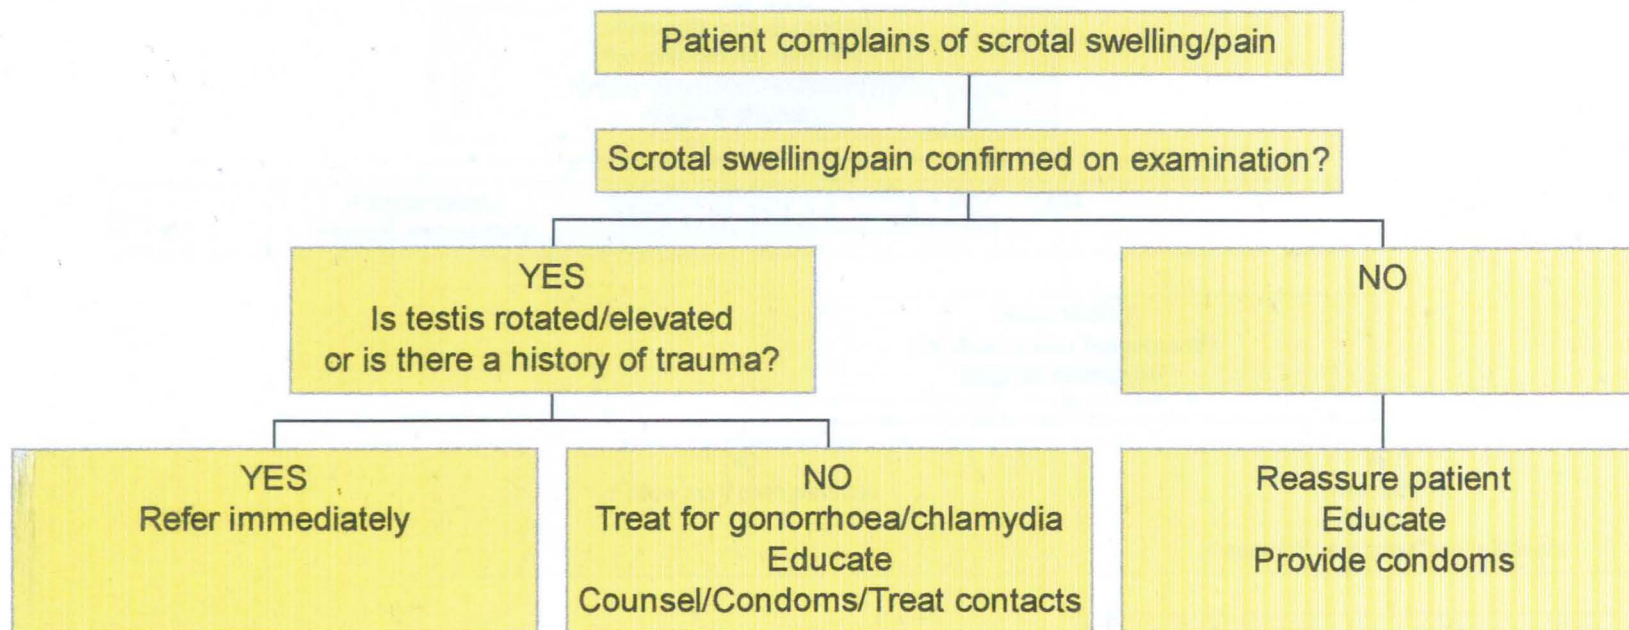 Patient complains of scrotal swelling/pain
Scrotal swelling/pain confirmed on examination?
YES
Is testis rotated/elevated
or is there a history of trauma?
NO
YES
Refer immediately
NO
Treat for gonorrhoea/chlamydia
Educate
Counsel/Condoms/Treat contacts
Reassure patient
Educate
Provide condoms